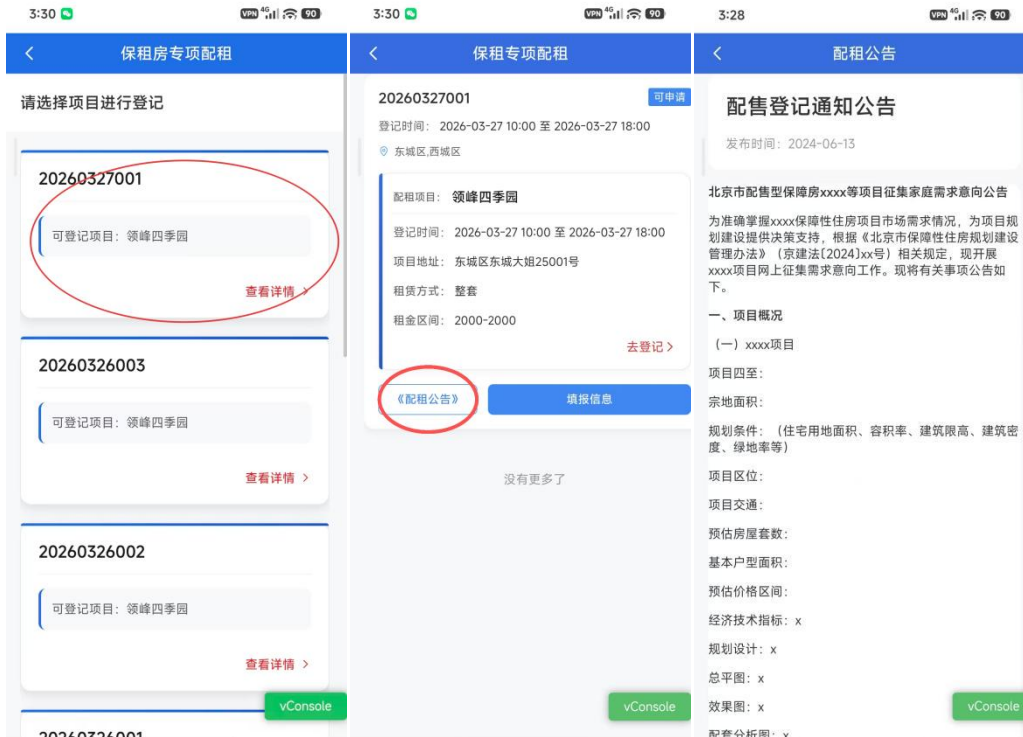 3:30
VPN 4G 90
保租房专项配租
请选择项目进行登记
20260327001
可登记项目：领峰四季园
查看详情
20260326003
可登记项目：领峰四季园
查看详情
20260326002
可登记项目：领峰四季园
查看详情
vConsole
20260326001
3:30
VPN 4G 90
保租专项配租
20260327001
可申请
登记时间： 2026-03-27 10:00 至 2026-03-27 18:00
东城区,西城区
配租项目： 领峰四季园
登记时间： 2026-03-27 10:00 至 2026-03-27 18:00
项目地址： 东城区东城大姐25001号
租赁方式： 整套
租金区间： 2000-2000
去登记
《配租公告》
填报信息
没有更多了
vConsole
3:28
VPN 4G 90
配租公告
配售登记通知公告
发布时间：2024-06-13
北京市配售型保障房xxxx等项目征集家庭需求意向公告
为准确掌握xxxx保障性住房项目市场需求情况，为项目规
划建设提供决策支持，根据《北京市保障性住房规划建设
管理办法》（京建法[2024]xx号）相关规定，现开展
xxxx项目网上征集需求意向工作。现将有关事项公告如
下。
一、项目概况
（一）xxxx项目
项目四至：
宗地面积：
规划条件：（住宅用地面积、容积率、建筑限高、建筑密
度、绿地率等）
项目区位：
项目交通：
预估房屋套数：
基本户型面积：
预估价格区间：
经济技术指标：x
规划设计：x
总平图：x
效果图：x
vConsole
配套分析图：x